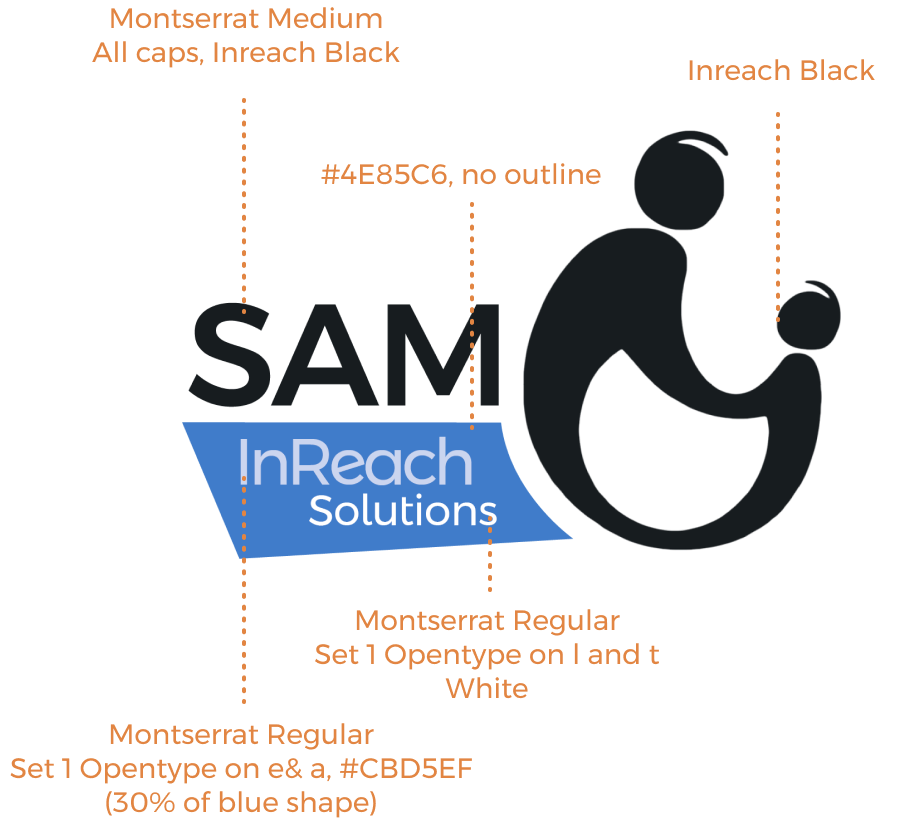 Montserrat Medium
All caps, Inreach Black
Inreach Black
#4E85C6, no outline
SAM
InReach
Solutions
Montserrat Regular
Set 1 Opentype on l and t
White
Montserrat Regular
Set 1 Opentype on e& a, #CBD5EF
(30% of blue shape)